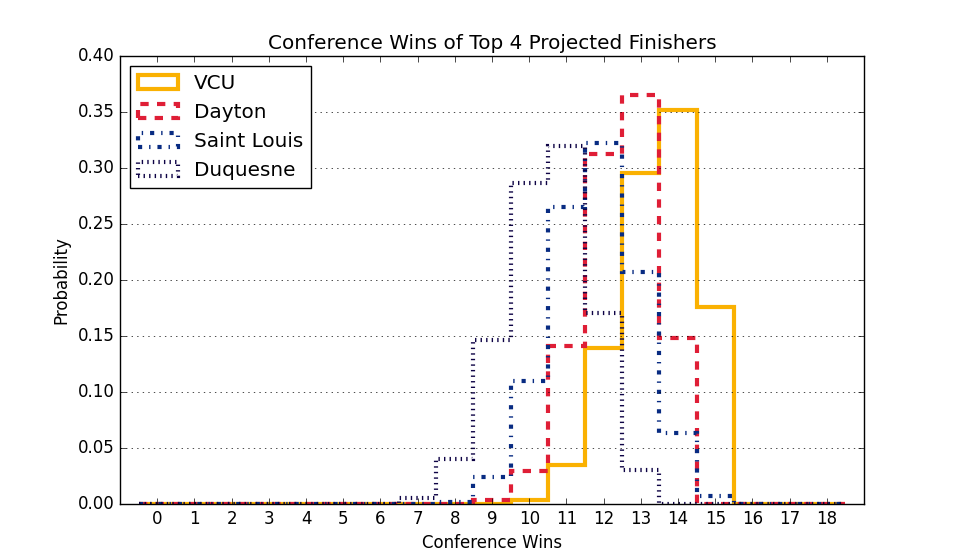 Conference Wins of Top 4 Projected Finishers
VCU
Dayton
Saint Louis
Duquesne
0.40
0.35
0.30
0.25
0.20
0.15
0.10
0.05
0.00
Probability
0 1 2 3 4 5 6 7 8 9 10 11 12 13 14 15 16 17 18
Conference Wins